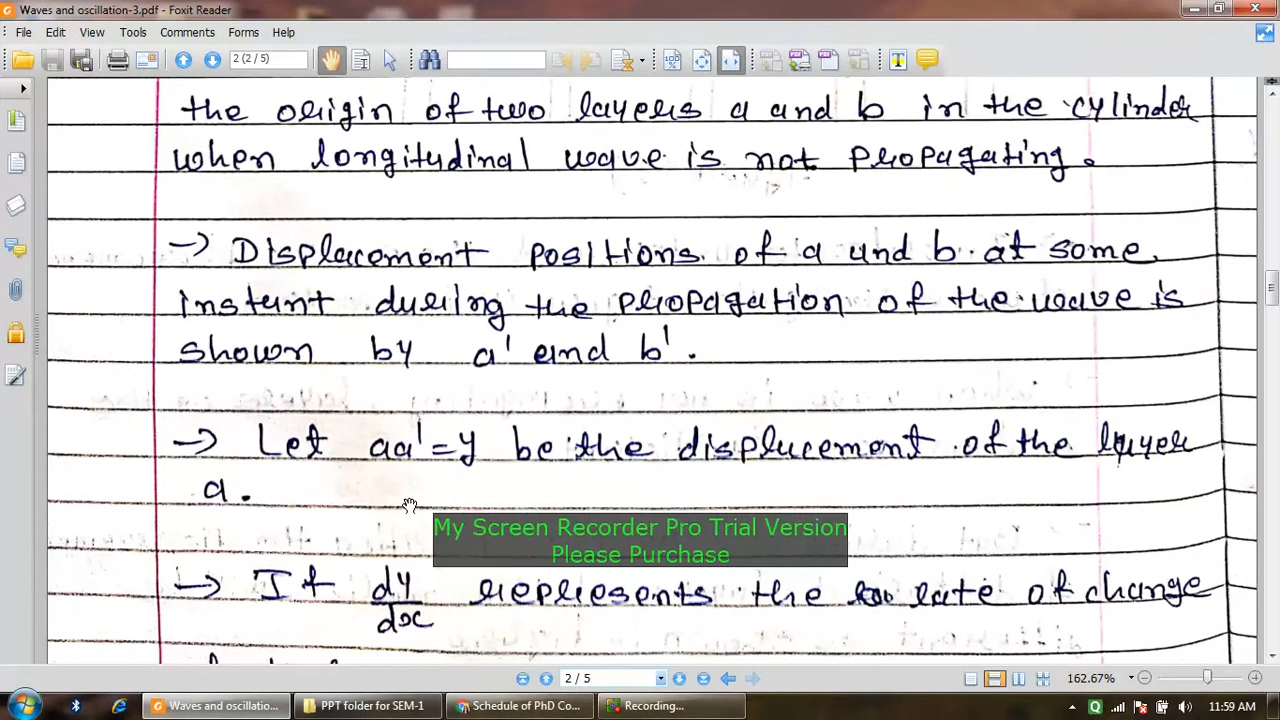 Waves and oscillation-3.pdf - Foxit Reader
File Edit View Tools Comments Forms Help
2 (2 / 5)
the origin of two layers a and b in the cylinder
when longitudinal wave is not propagating.
→ Displacement positions of a and b at some
instant during the propagation of the wave is
shown by a' and b'.
→ Let aa' = y be the displacement of the layer
a.
My Screen Recorder Pro Trial Version
Please Purchase
→ If dy/dx represents the rate of change
2 / 5
162.67%
Waves and oscillatio...
PPT folder for SEM-1
Schedule of PhD Co...
Recording...
11:59 AM